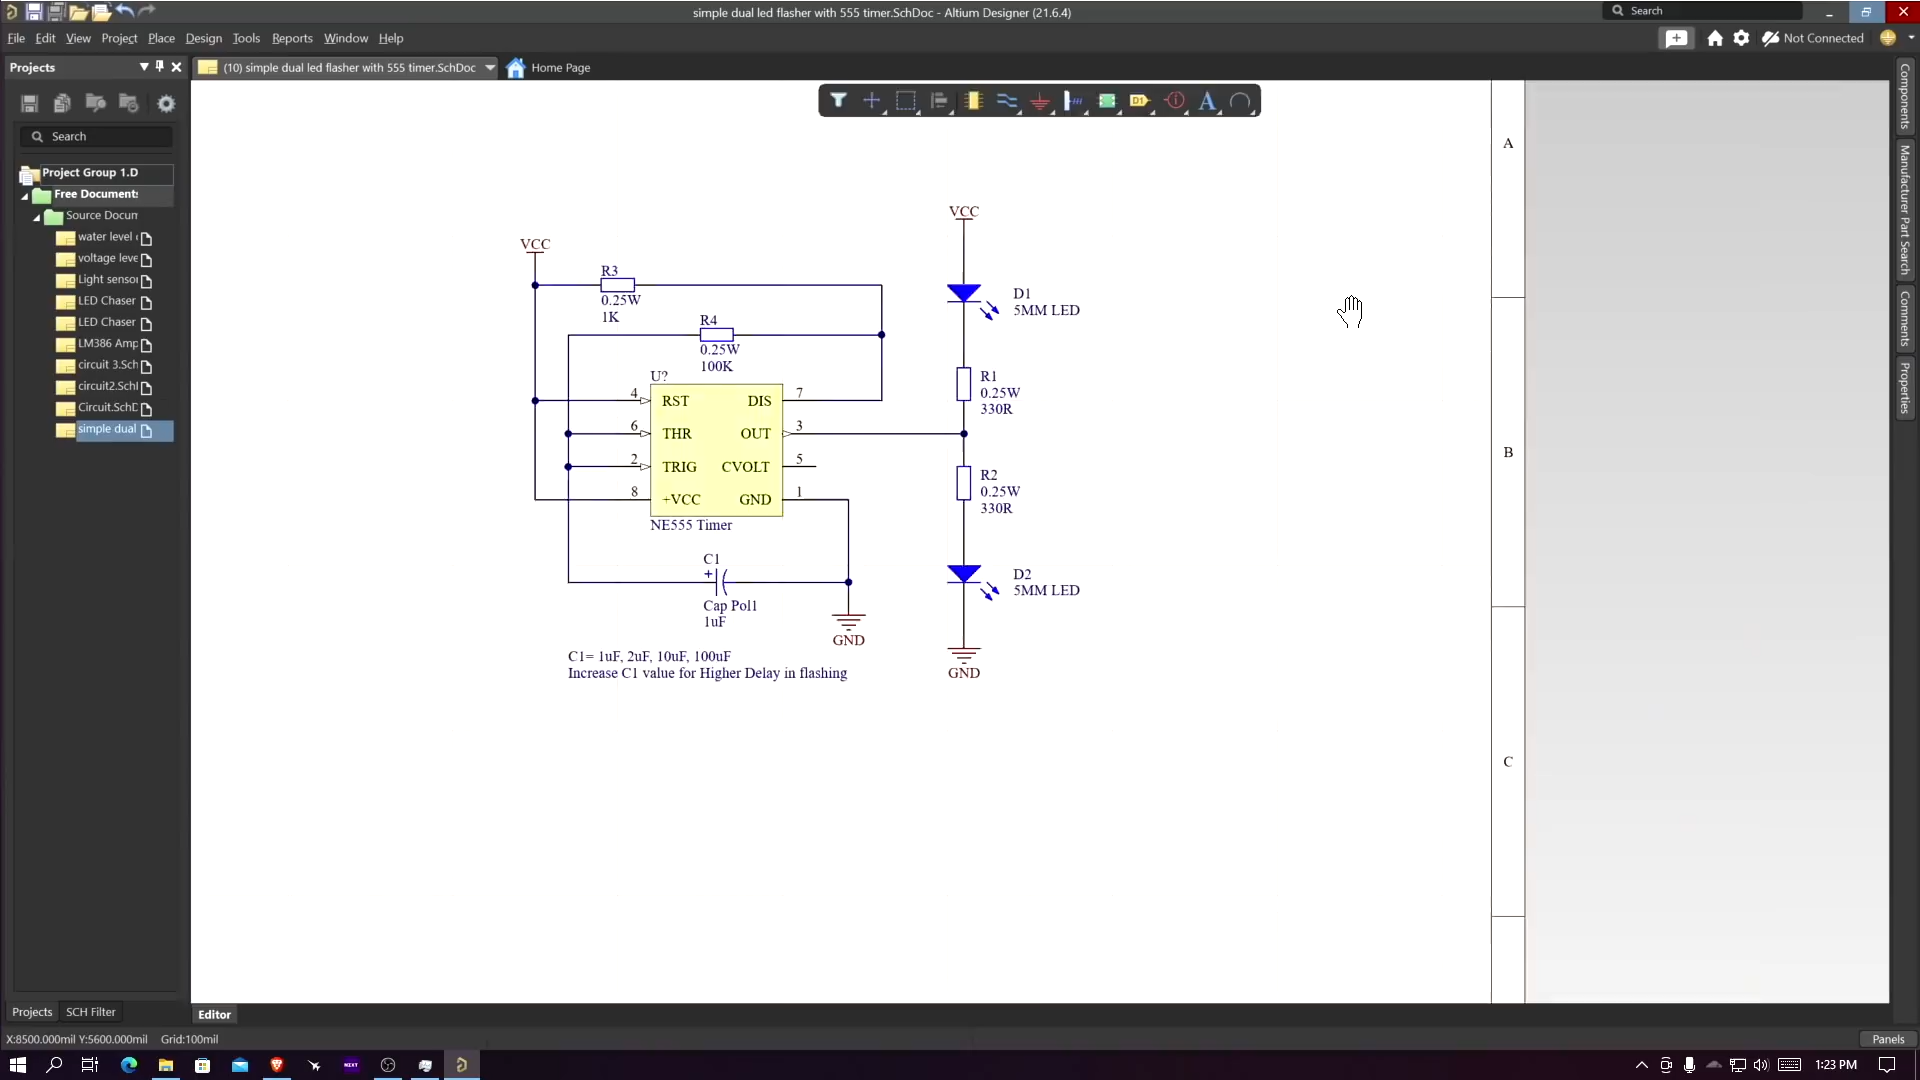 simple dual led flasher with 555 timer.SchDoc - Altium Designer (21.6.4)
Search
File Edit View Project Place Design Tools Reports Window Help
Not Connected
Projects
(10) simple dual led flasher with 555 timer.SchDoc
Home Page
Search
Project Group 1.D
Free Document
Source Docum
water level
voltage leve
Light senso
LED Chaser
LED Chaser
LM386 Amp
circuit 3.Sch
circuit2.Sch
Circuit.SchD
simple dual
Components
Manufacturer Part Search
Comments
Properties
A
B
C
VCC
R3
0.25W
1K
R4
0.25W
100K
U?
4 RST DIS 7
6 THR OUT 3
2 TRIG CVOLT 5
8 +VCC GND 1
NE555 Timer
C1
+
Cap Pol1
1uF
GND
C1= 1uF, 2uF, 10uF, 100uF
Increase C1 value for Higher Delay in flashing
VCC
D1
5MM LED
R1
0.25W
330R
R2
0.25W
330R
D2
5MM LED
GND
Projects SCH Filter
Editor
X:8500.000mil Y:5600.000mil Grid:100mil
Panels
1:23 PM